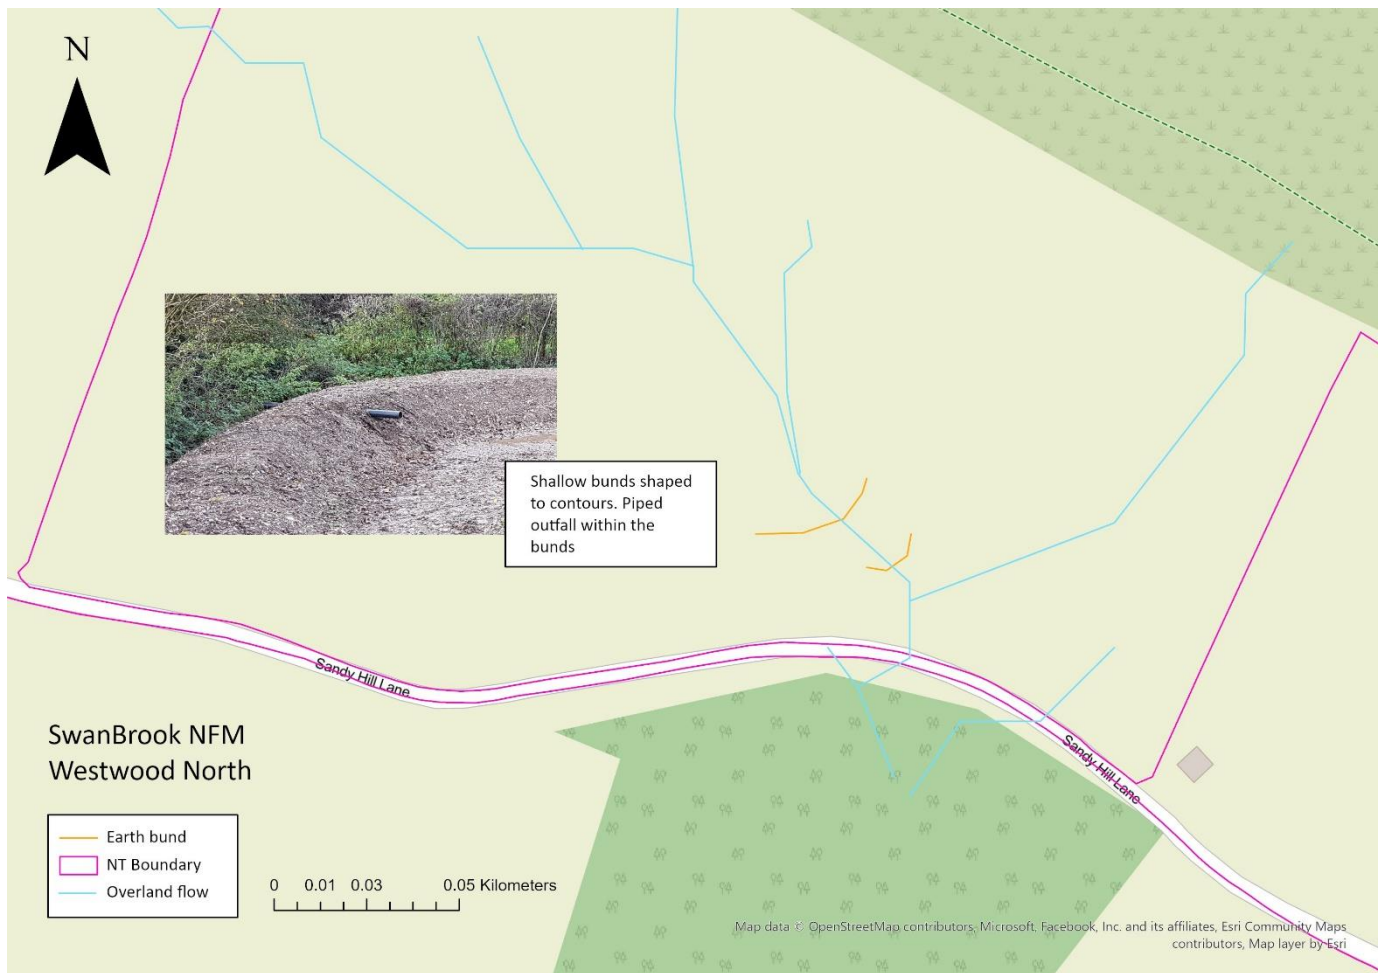 N
Shallow bunds shaped
to contours. Piped
outfall within the
bunds
Sandy Hill Lane
Sandy Hill Lane
SwanBrook NFM
Westwood North
Earth bund
NT Boundary
Overland flow
0 0.01 0.03 0.05 Kilometers
Map data © OpenStreetMap contributors, Microsoft, Facebook, Inc. and its affiliates, Esri Community Maps
contributors, Map layer by Esri